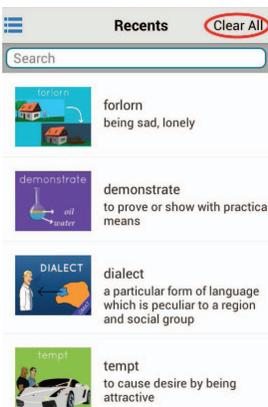 Recents
Clear All
Search
forlorn
forlorn
being sad, lonely
demonstrate
oil
water
demonstrate
to prove or show with practica
means
DIALECT
dialect
a particular form of language
which is peculiar to a region
and social group
tempt
tempt
to cause desire by being
attractive